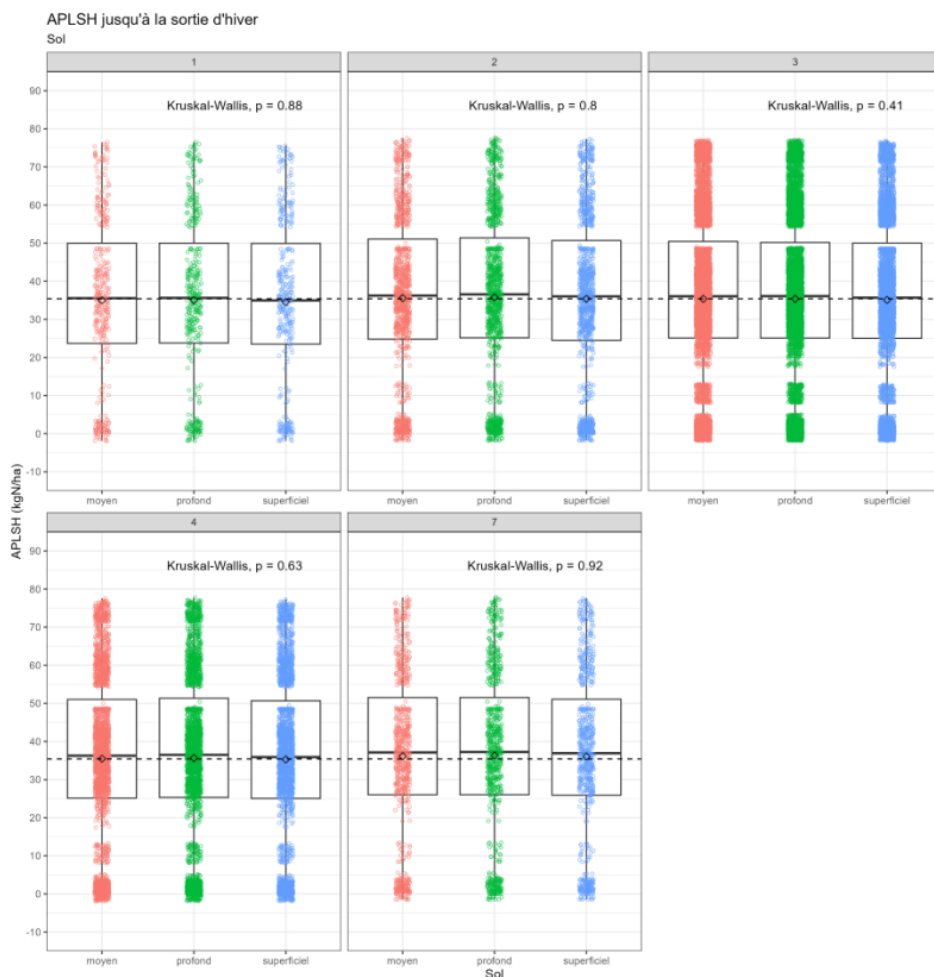 APLSH jusqu'à la sortie d'hiver
Sol
1 2 3
Kruskal-Wallis, p = 0.88 Kruskal-Wallis, p = 0.8 Kruskal-Wallis, p = 0.41
90
80
70
60
50
40
30
20
10
0
-10
moyen profond superficiel moyen profond superficiel moyen profond superficiel
APLSH (kgN/ha)
4 7
Kruskal-Wallis, p = 0.63 Kruskal-Wallis, p = 0.92
90
80
70
60
50
40
30
20
10
0
-10
moyen profond superficiel moyen profond superficiel
Sol